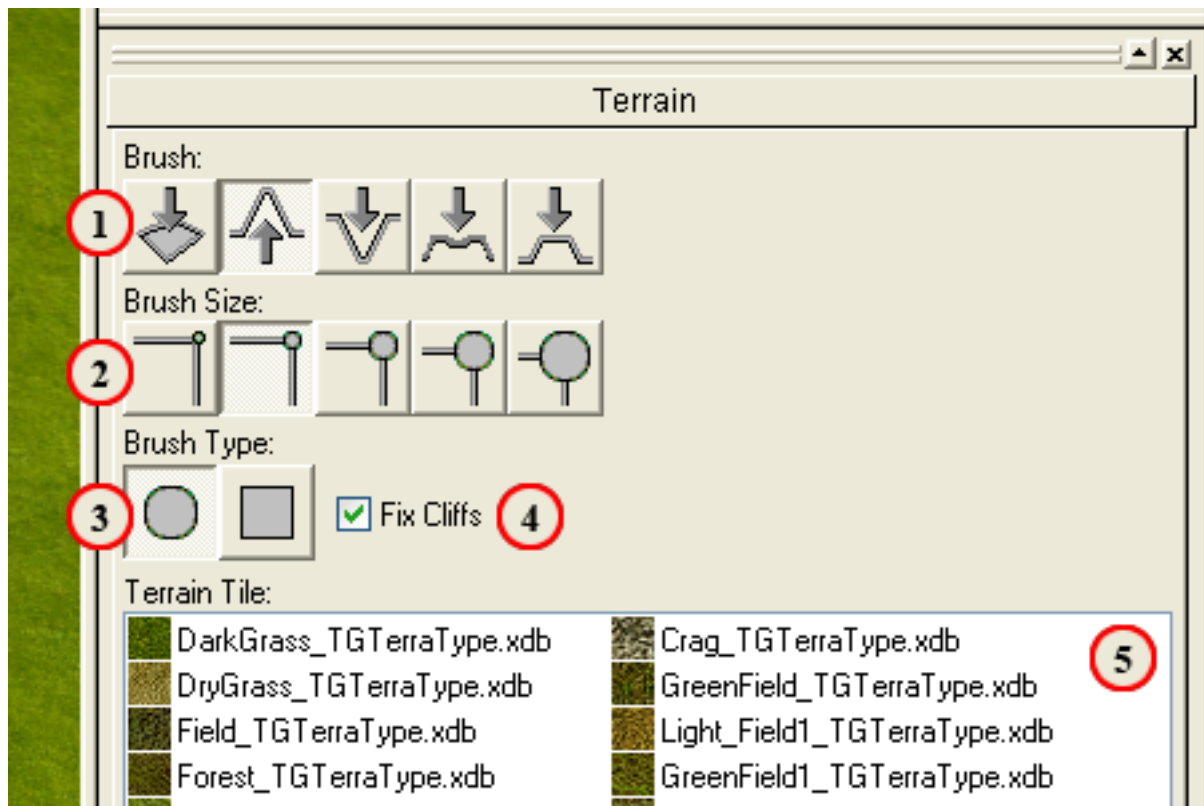 Terrain
Brush:
1
Brush Size:
2
Brush Type:
3
Fix Cliffs
4
Terrain Tile:
DarkGrass_TGTerraType.xdb Crag_TGTerraType.xdb
5
DryGrass_TGTerraType.xdb GreenField_TGTerraType.xdb
Field_TGTerraType.xdb Light_Field1_TGTerraType.xdb
Forest_TGTerraType.xdb GreenField1_TGTerraType.xdb